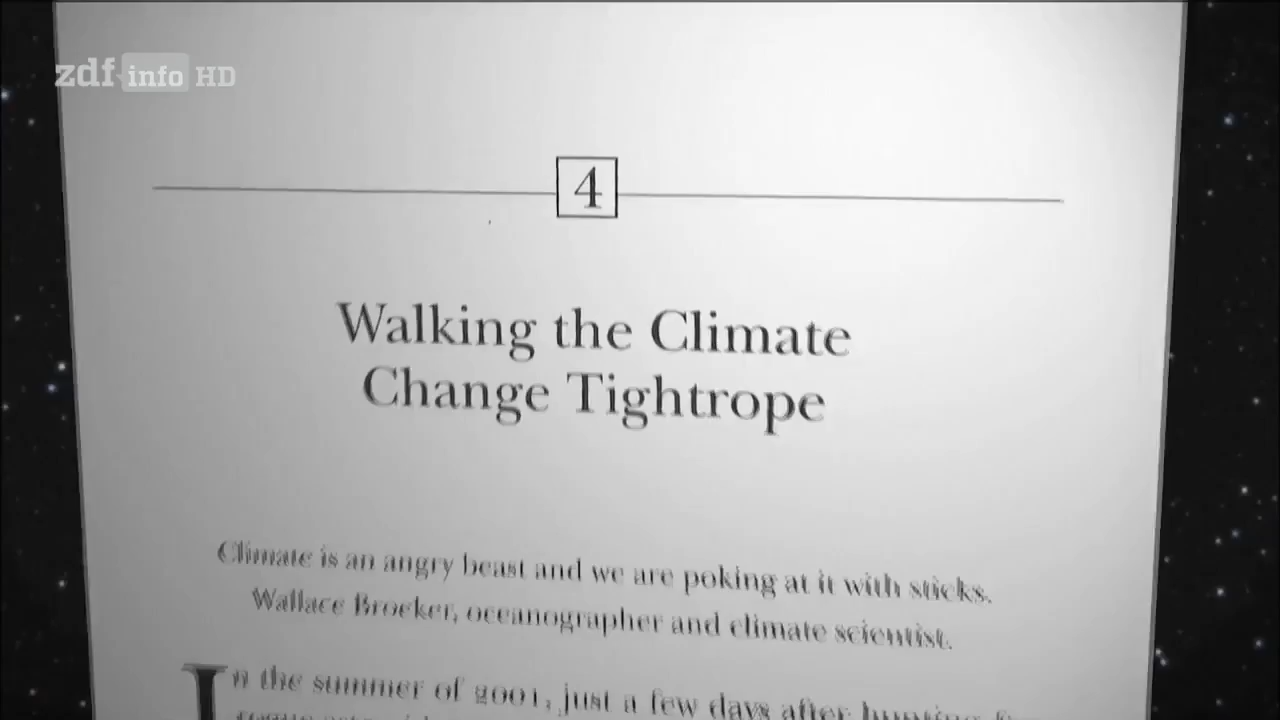 zdf info HD
4
Walking the Climate
Change Tightrope
Climate is an angry beast and we are poking at it with sticks.
Wallace Broeker, oceanographer and climate scientist.
In the summer of 2001, just a few days after hunting